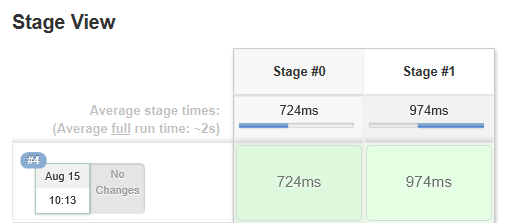 Stage View
Stage #0 Stage #1
Average stage times: 724ms 974ms
(Average full run time: ~2s)
#4
Aug 15 No Changes
10:13
724ms 974ms